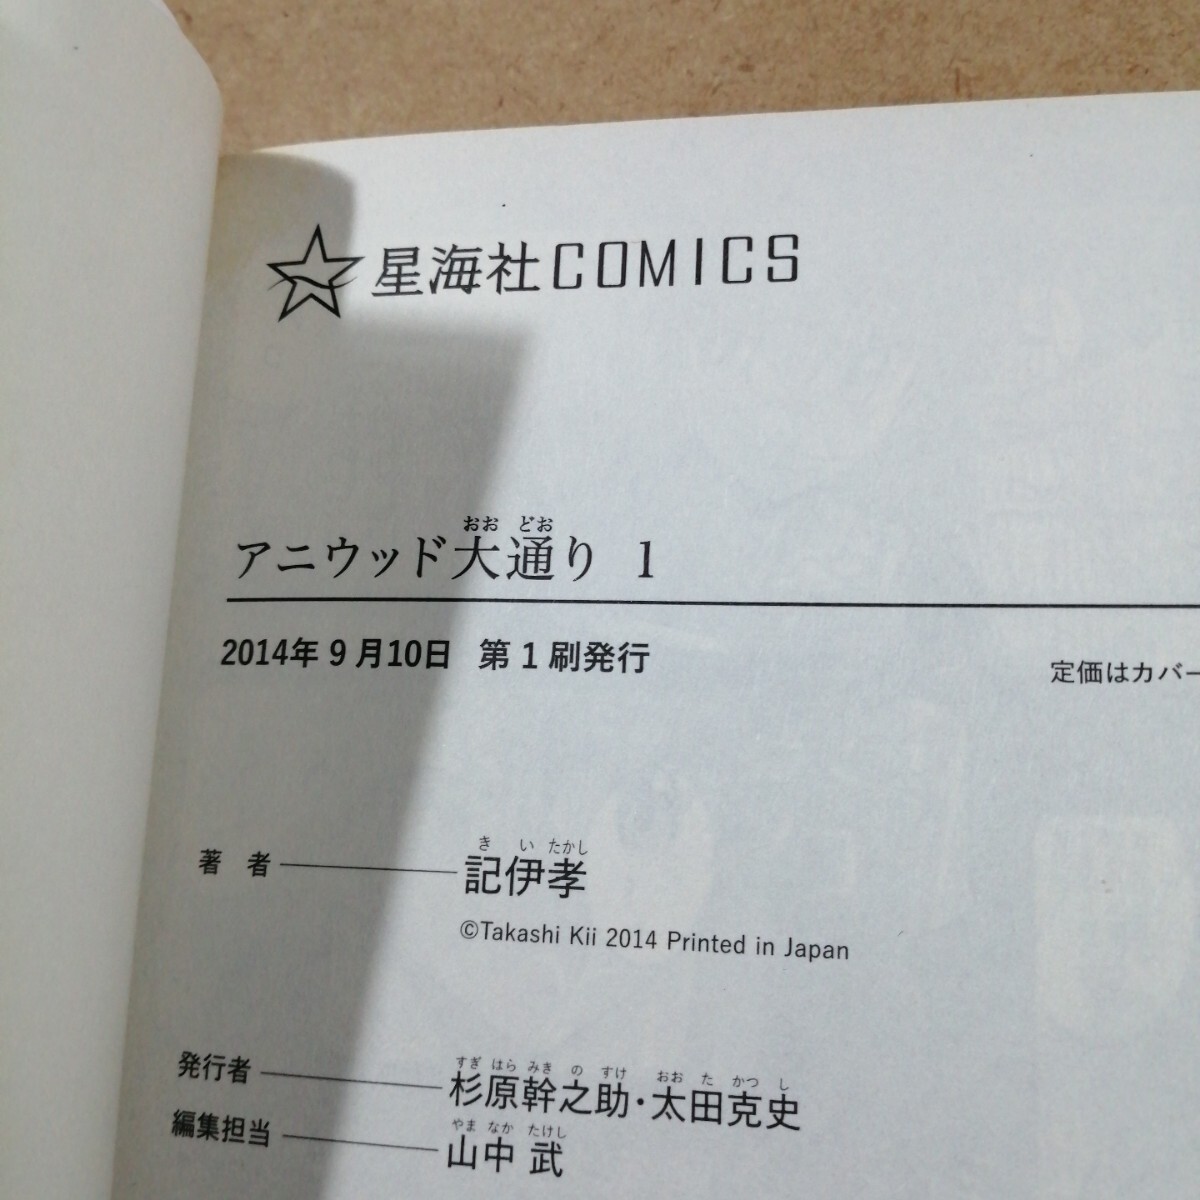 星海社COMICS
おお どお
アニウッド大通り 1
2014年9月10日 第1刷発行
定価はカバー
き い たかし
著 者 記伊孝
©Takashi Kii 2014 Printed in Japan
すぎ はら みき の すけ おお た かつ し
発行者 杉原幹之助・太田克史
やま なか たけし
編集担当 山中 武